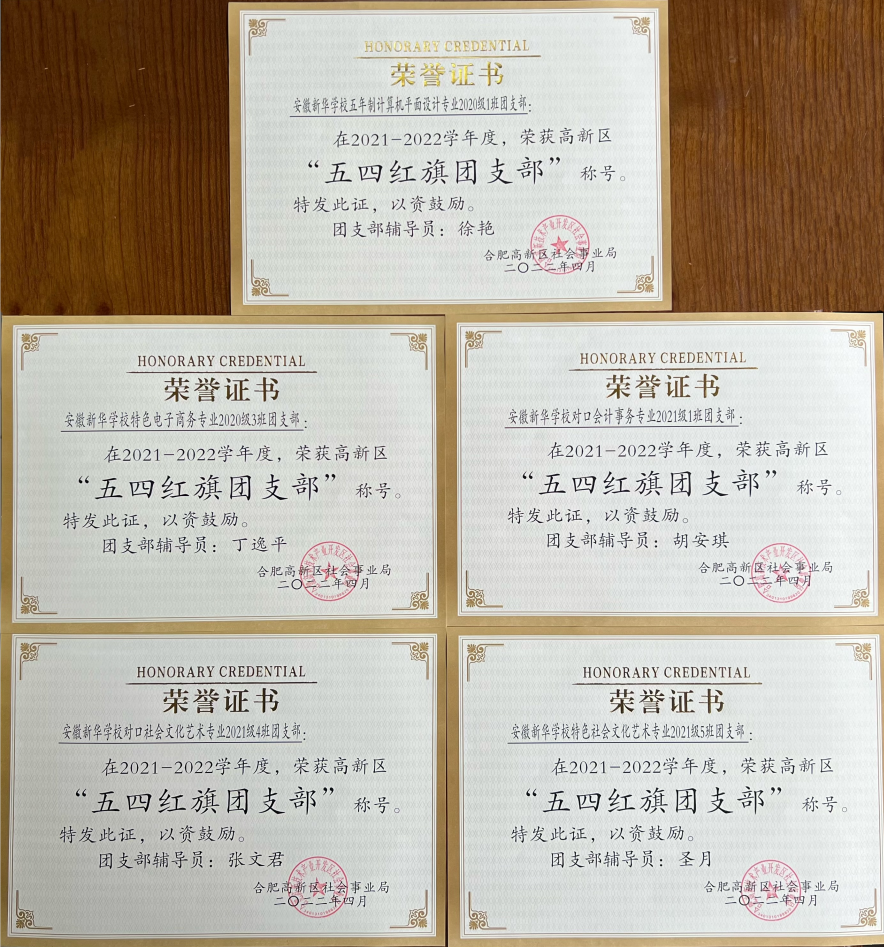 HONORARY CREDENTIAL
荣誉证书
安徽新华学校五年制计算机平面设计专业2020级1班团支部：
在2021-2022学年度，荣获高新区
“五四红旗团支部”称号。
特发此证，以资鼓励。
团支部辅导员：徐艳
合肥高新区社会事业局
二〇二二年四月
HONORARY CREDENTIAL
荣誉证书
安徽新华学校特色电子商务专业2020级3班团支部：
在2021-2022学年度，荣获高新区
“五四红旗团支部”称号。
特发此证，以资鼓励。
团支部辅导员：丁逸平
合肥高新区社会事业局
二〇二二年四月
HONORARY CREDENTIAL
荣誉证书
安徽新华学校对口会计事务专业2021级1班团支部：
在2021-2022学年度，荣获高新区
“五四红旗团支部”称号。
特发此证，以资鼓励。
团支部辅导员：胡安琪
合肥高新区社会事业局
二〇二二年四月
HONORARY CREDENTIAL
荣誉证书
安徽新华学校对口社会文化艺术专业2021级4班团支部：
在2021-2022学年度，荣获高新区
“五四红旗团支部”称号。
特发此证，以资鼓励。
团支部辅导员：张文君
合肥高新区社会事业局
二〇二二年四月
HONORARY CREDENTIAL
荣誉证书
安徽新华学校特色社会文化艺术专业2021级5班团支部：
在2021-2022学年度，荣获高新区
“五四红旗团支部”称号。
特发此证，以资鼓励。
团支部辅导员：圣月
合肥高新区社会事业局
二〇二二年四月